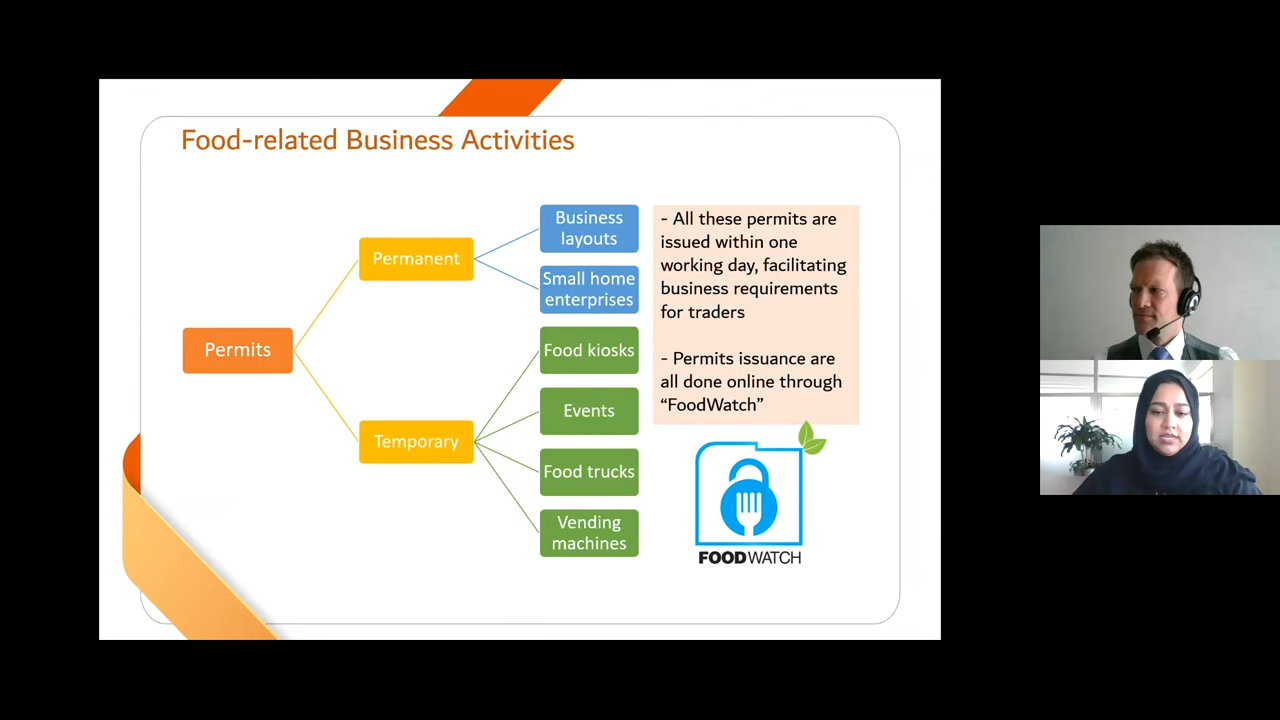 Food-related Business Activities
Permits
Permanent
Temporary
Business
layouts
Small home
enterprises
Food kiosks
Events
Food trucks
Vending
machines
- All these permits are
issued within one
working day, facilitating
business requirements
for traders
- Permits issuance are
all done online through
“FoodWatch”
FOODWATCH